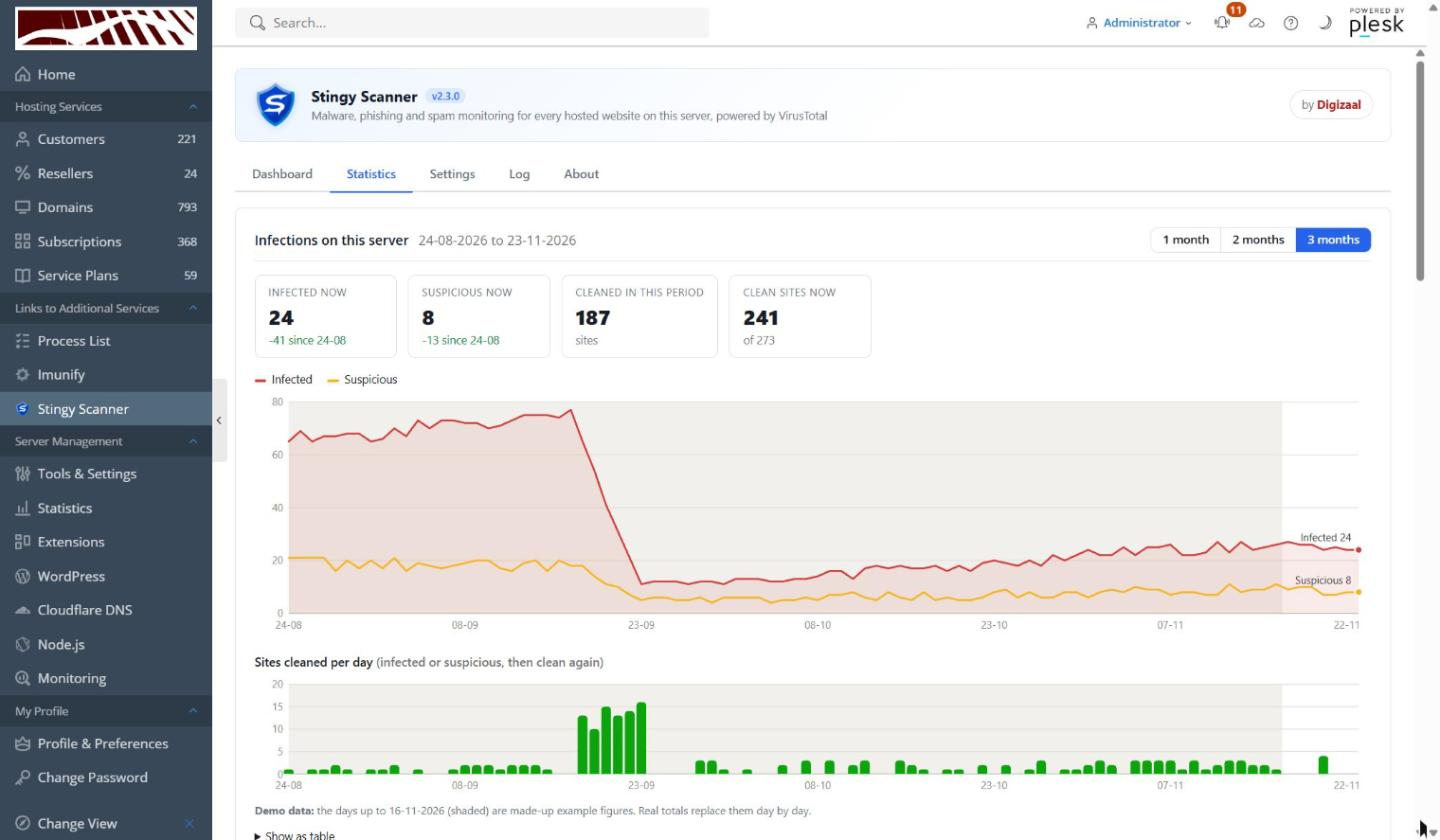 Search...
Administrator
11
POWERED BY
plesk
Home
Hosting Services
Customers 221
Resellers 24
Domains 793
Subscriptions 368
Service Plans 59
Links to Additional Services
Process List
Imunify
Stingy Scanner
Server Management
Tools & Settings
Statistics
Extensions
WordPress
Cloudflare DNS
Node.js
Monitoring
My Profile
Profile & Preferences
Change Password
Change View
Stingy Scanner v2.3.0
Malware, phishing and spam monitoring for every hosted website on this server, powered by VirusTotal
by Digizaal
Dashboard Statistics Settings Log About
Infections on this server 24-08-2026 to 23-11-2026
1 month 2 months 3 months
INFECTED NOW
24
-41 since 24-08
SUSPICIOUS NOW
8
-13 since 24-08
CLEANED IN THIS PERIOD
187
sites
CLEAN SITES NOW
241
of 273
Infected Suspicious
80
60
40
20
0
Infected 24
Suspicious 8
24-08 08-09 23-09 08-10 23-10 07-11 22-11
Sites cleaned per day (infected or suspicious, then clean again)
20
15
10
5
0
24-08 08-09 23-09 08-10 23-10 07-11 22-11
Demo data: the days up to 16-11-2026 (shaded) are made-up example figures. Real totals replace them day by day.
Show as table